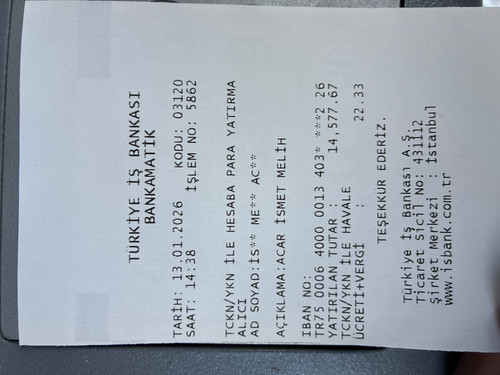 TÜRKİYE İŞ BANKASI
BANKAMATİK
TARİH: 13.01.2026 KODU: 03120
SAAT: 14:38 İŞLEM NO: 5862
TCKN/YKN İLE HESABA PARA YATIRMA
ALICI
AD SOYAD:İS** ME** AC**
AÇIKLAMA:ACAR İSMET MELİH
IBAN NO:
TR75 0006 4000 0013 403* ***2 26
YATIRILAN TUTAR : 14,577.67
TCKN/YKN İLE HAVALE
ÜCRETİ+VERGİ : 22.33
TEŞEKKÜR EDERİZ.
Türkiye İş Bankası A.Ş.
Ticaret Sicil No: 431112
Şirket Merkezi : İstanbul
www.isbank.com.tr